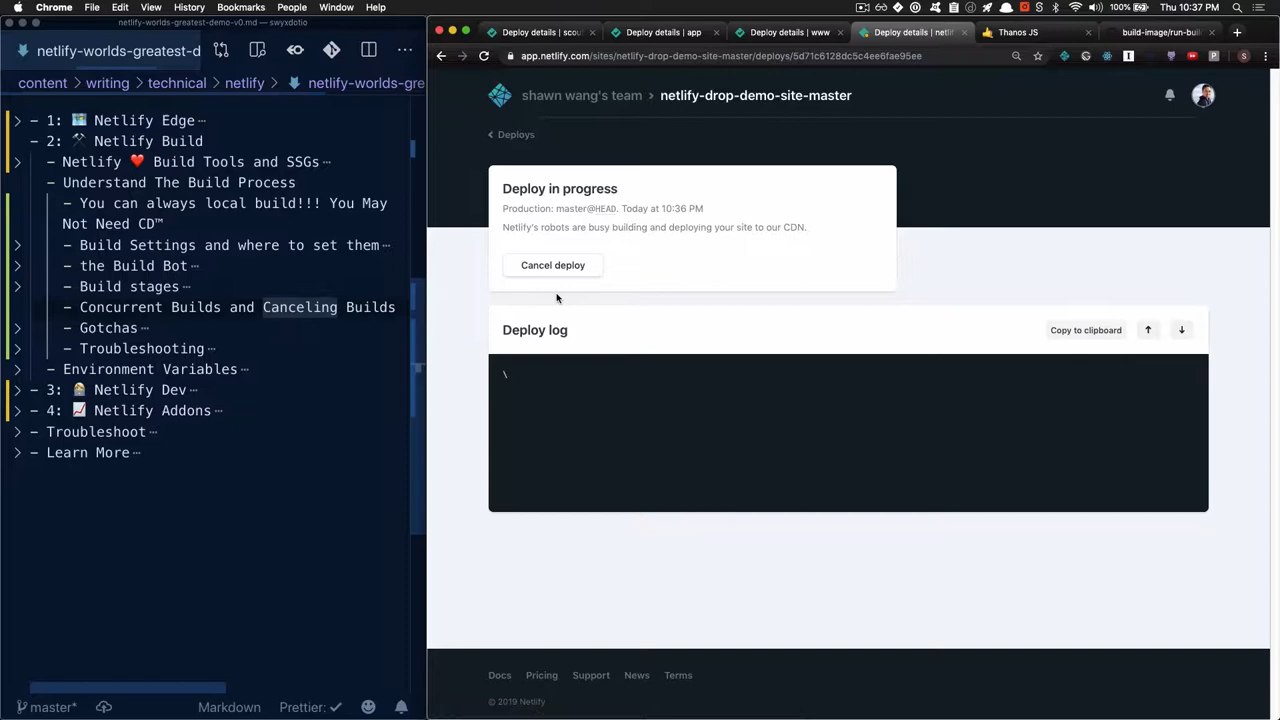 Chrome File Edit View History Bookmarks People Window Help
100% Thu 10:37 PM
netlify-worlds-greatest-demo-v0.md — swyxdotio
netlify-worlds-greatest-d
content > writing > technical > netlify > netlify-worlds-gre
- 1: Netlify Edge…
- 2: Netlify Build
- Netlify ❤️ Build Tools and SSGs…
- Understand The Build Process
- You can always local build!!! You May
Not Need CD™
- Build Settings and where to set them…
- the Build Bot…
- Build stages…
- Concurrent Builds and Canceling Builds
- Gotchas…
- Troubleshooting…
- Environment Variables…
- 3: Netlify Dev…
- 4: Netlify Addons…
- Troubleshoot…
- Learn More…
master*
Markdown Prettier: ✓
Deploy details | scou
Deploy details | app
Deploy details | www
Deploy details | netli
Thanos JS
build-image/run-buil
app.netlify.com/sites/netlify-drop-demo-site-master/deploys/5d71c6128dc5c4ee6fae95ee
shawn wang's team > netlify-drop-demo-site-master
< Deploys
Deploy in progress
Production: master@HEAD. Today at 10:36 PM
Netlify's robots are busy building and deploying your site to our CDN.
Cancel deploy
Deploy log
Copy to clipboard ↑ ↓
\
Docs Pricing Support News Terms
© 2019 Netlify